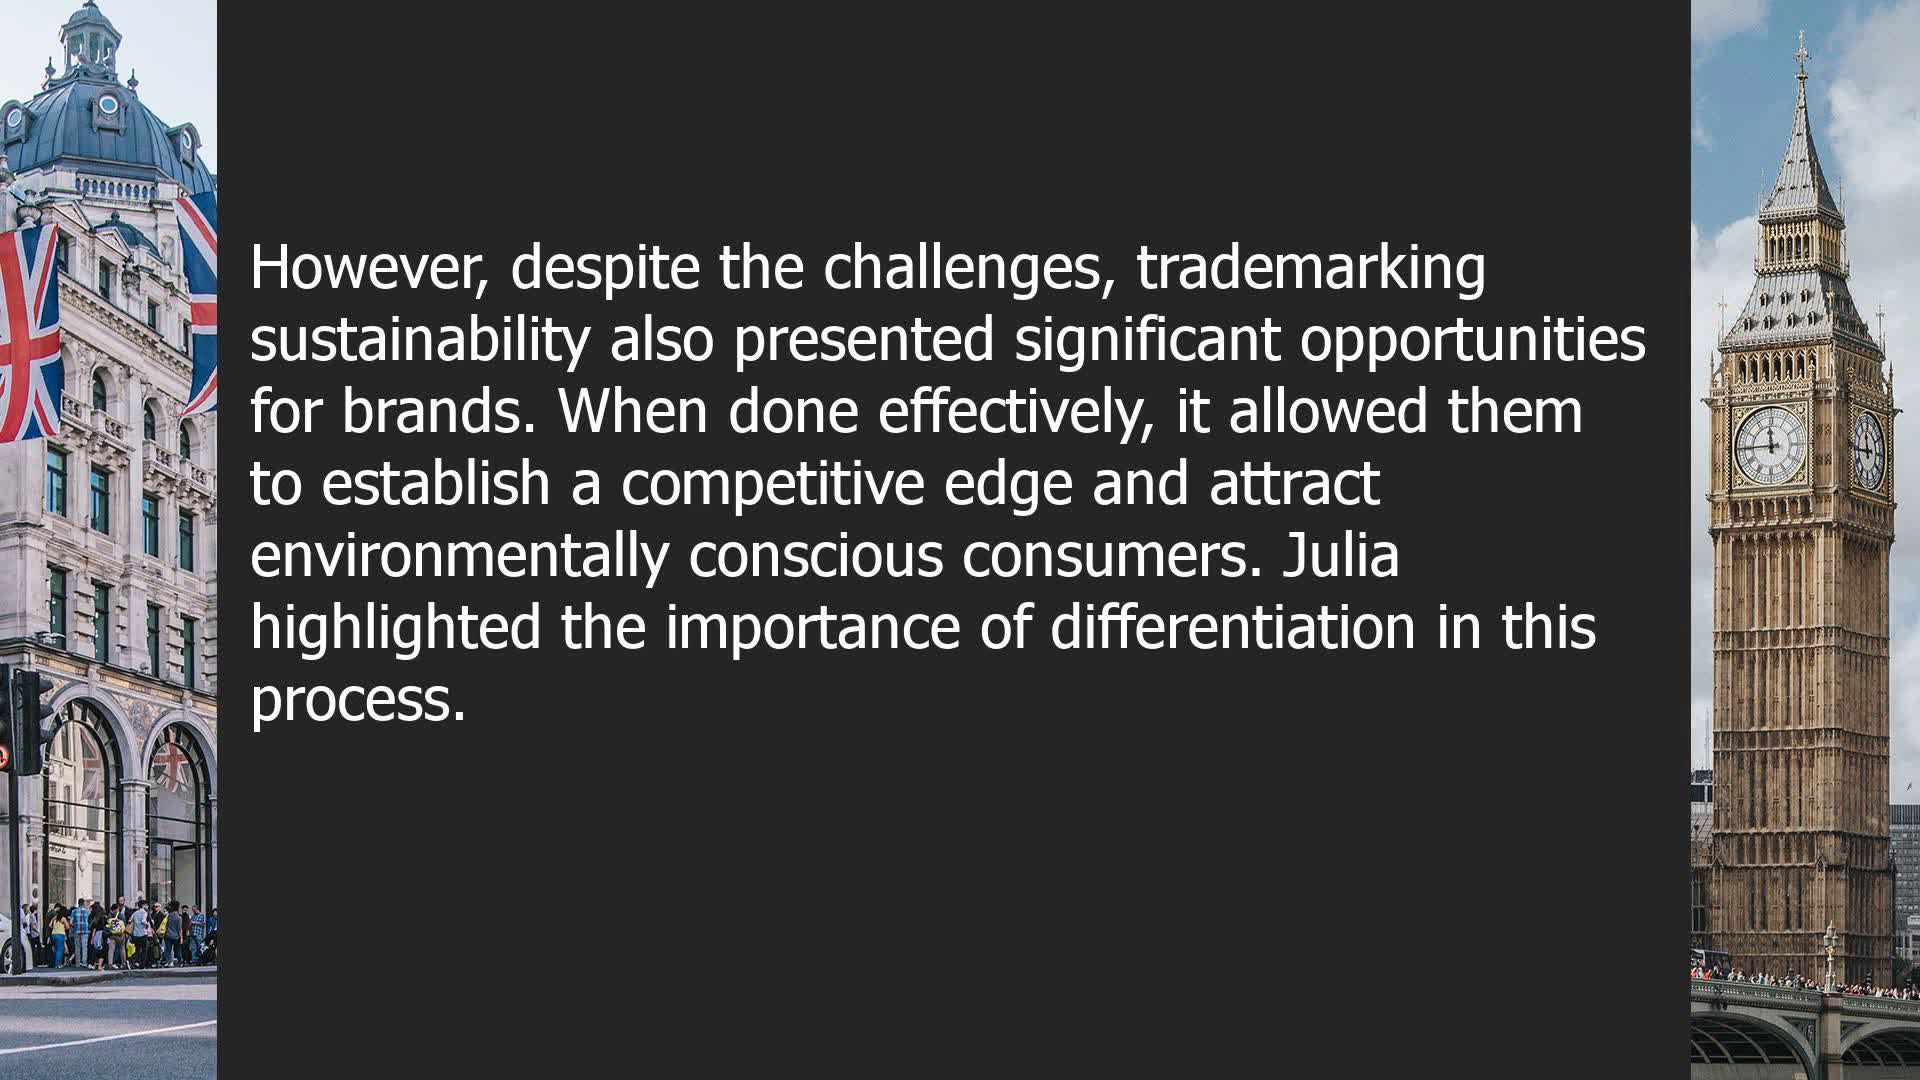 However, despite the challenges, trademarking
sustainability also presented significant opportunities
for brands. When done effectively, it allowed them
to establish a competitive edge and attract
environmentally conscious consumers. Julia
highlighted the importance of differentiation in this
process.